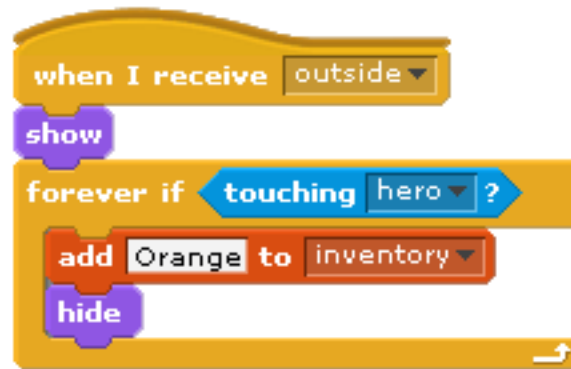 when I receive outside
show
forever if touching hero ?
add Orange to inventory
hide